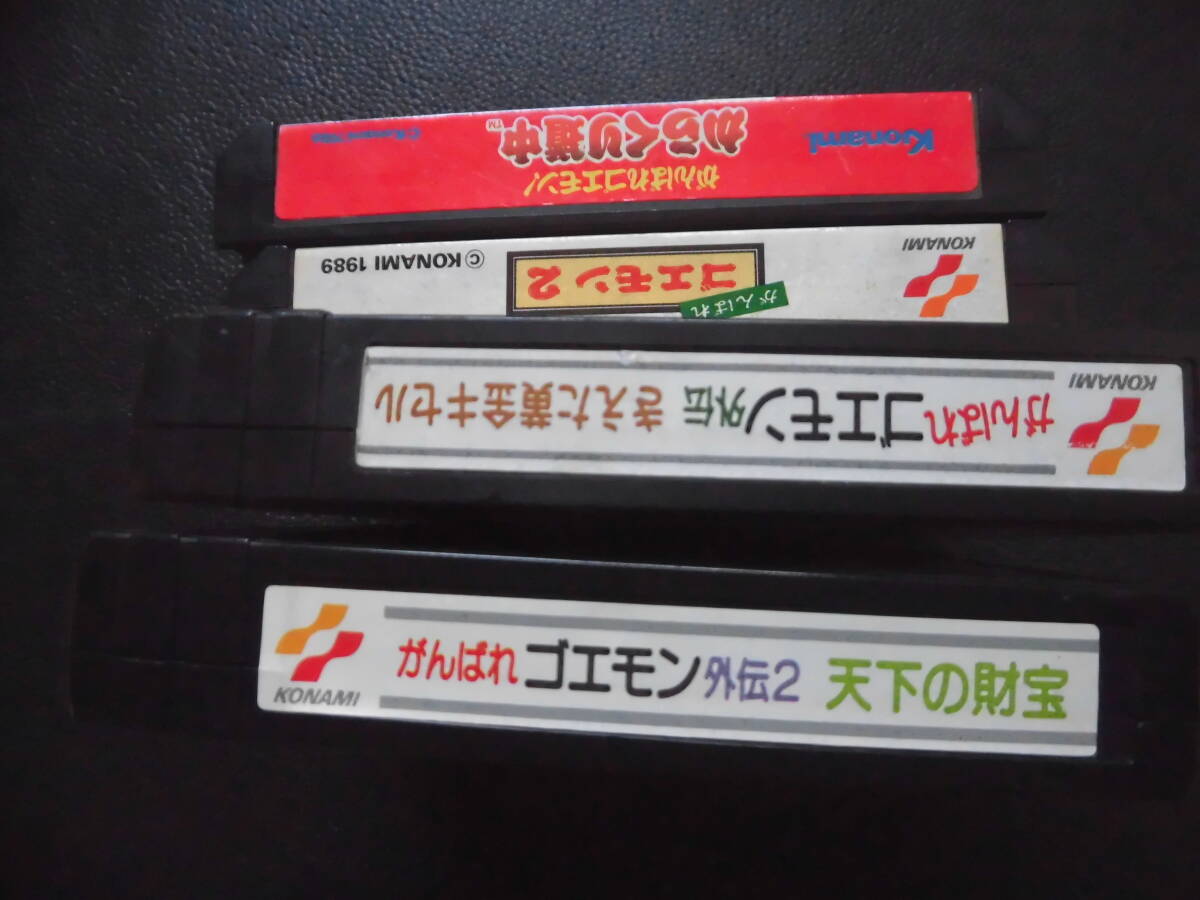 がんばれゴエモン!
からくり道中™
Konami
KONAMI
がんばれ
ゴエモン2
© KONAMI 1989
KONAMI
がんばれゴエモン外伝 きえた黄金キセル
KONAMI
がんばれゴエモン外伝2 天下の財宝